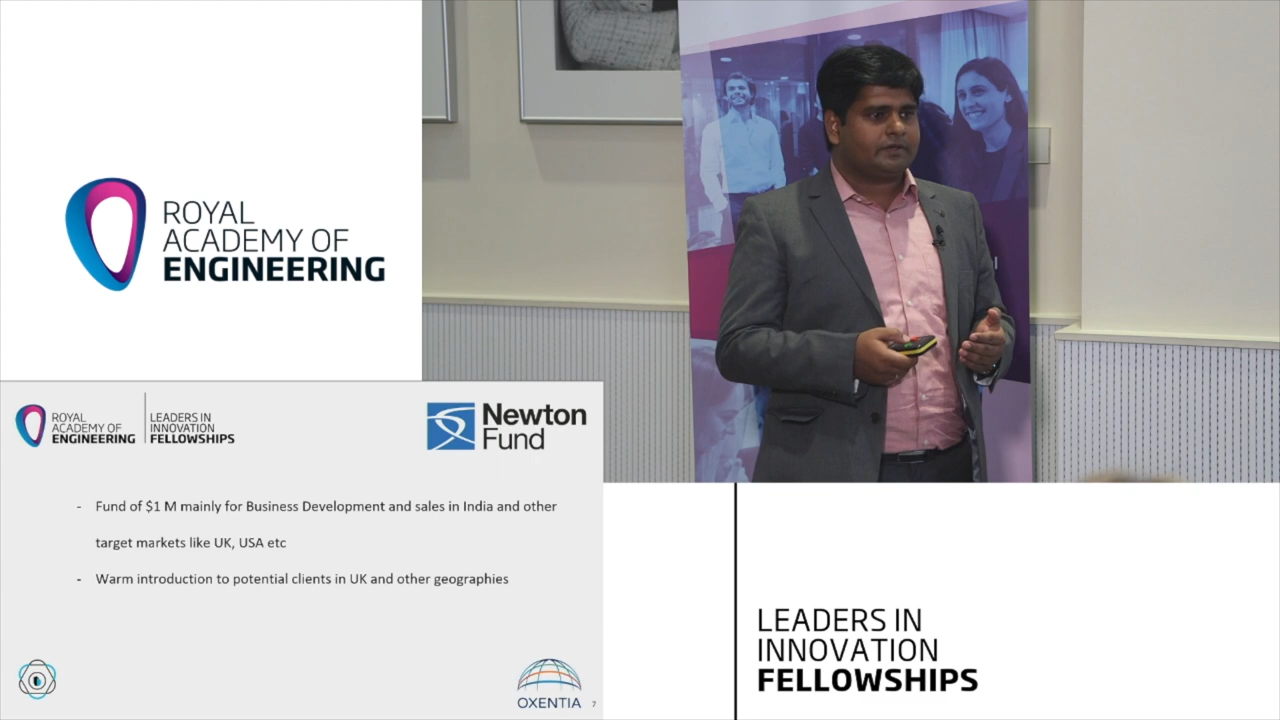 ROYAL
ACADEMY OF
ENGINEERING
ROYAL
ACADEMY OF
ENGINEERING
LEADERS IN
INNOVATION
FELLOWSHIPS
Newton
Fund
- Fund of $1 M mainly for Business Development and sales in India and other
target markets like UK, USA etc
- Warm introduction to potential clients in UK and other geographies
OXENTIA
7
LEADERS IN
INNOVATION
FELLOWSHIPS